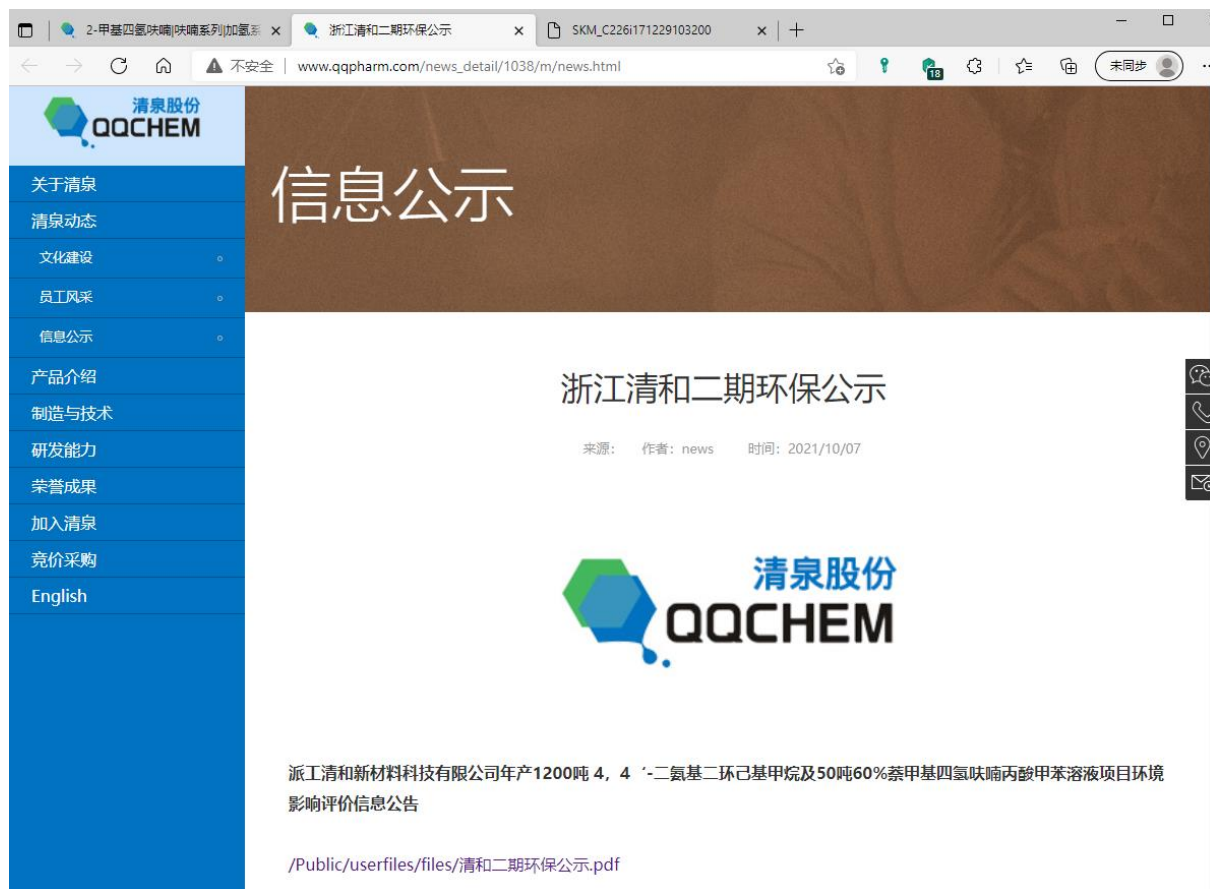 2-甲基四氢呋喃|呋喃系列|加氢系
浙江清和二期环保公示
SKM_C226i171229103200
不安全 | www.qqpharm.com/news_detail/1038/m/news.html
18
未同步
清泉股份
QQCHEM
关于清泉
清泉动态
文化建设
员工风采
信息公示
产品介绍
制造与技术
研发能力
荣誉成果
加入清泉
竞价采购
English
信息公示
浙江清和二期环保公示
来源: 作者: news 时间: 2021/10/07
清泉股份
QQCHEM
派工清和新材料科技有限公司年产1200吨 4，4‘-二氨基二环己基甲烷及50吨60%萘甲基四氢呋喃丙酸甲苯溶液项目环境
影响评价信息公告
/Public/userfiles/files/清和二期环保公示.pdf